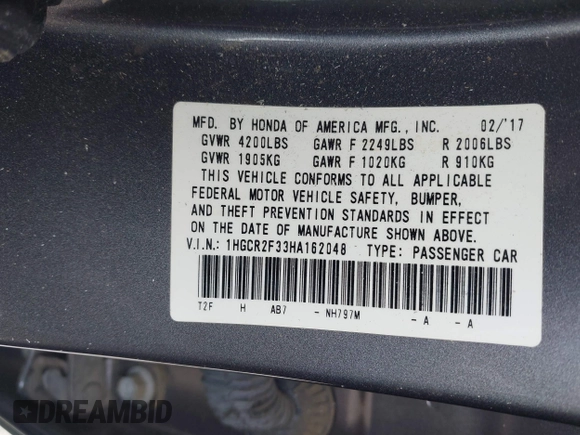 MFD. BY HONDA OF AMERICA MFG., INC. 02/'17
GVWR 4200LBS GAWR F 2249LBS R 2006LBS
GVWR 1905KG GAWR F 1020KG R 910KG
THIS VEHICLE CONFORMS TO ALL APPLICABLE
FEDERAL MOTOR VEHICLE SAFETY, BUMPER,
AND THEFT PREVENTION STANDARDS IN EFFECT
ON THE DATE OF MANUFACTURE SHOWN ABOVE.
V.I.N.: 1HGCR2F33HA162048 TYPE: PASSENGER CAR
T2F H AB7 - NH797M - A - A
DREAMBID